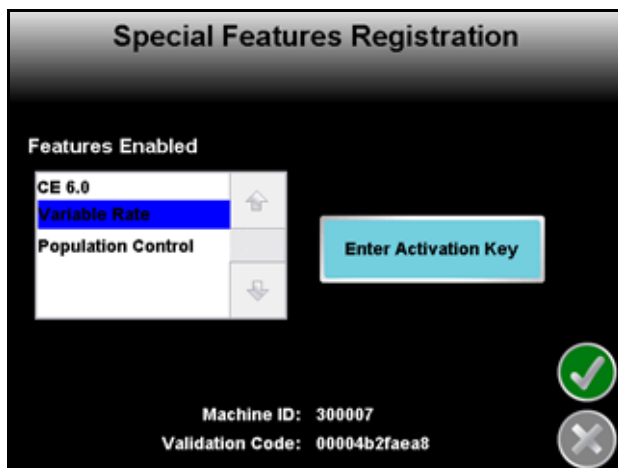 Special Features Registration
Features Enabled
CE 6.0
Variable Rate
Population Control
Enter Activation Key
Machine ID: 300007
Validation Code: 00004b2faea8